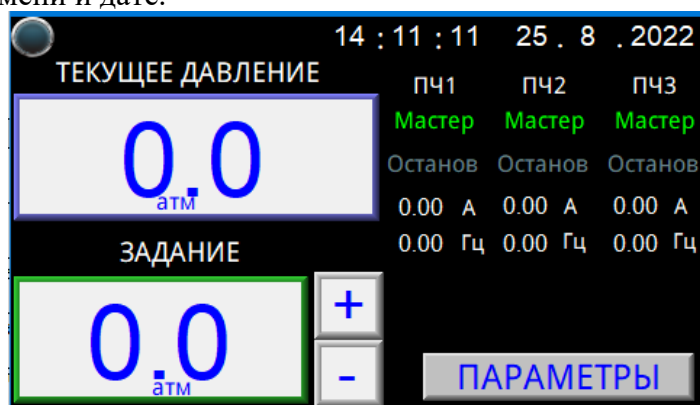 мени и дате.
14 : 11 : 11 25 . 8 . 2022
ТЕКУЩЕЕ ДАВЛЕНИЕ
0.0
атм
ПЧ1 ПЧ2 ПЧ3
Мастер Мастер Мастер
Останов Останов Останов
0.00 А 0.00 А 0.00 А
0.00 Гц 0.00 Гц 0.00 Гц
ЗАДАНИЕ
0.0
атм
+
-
ПАРАМЕТРЫ